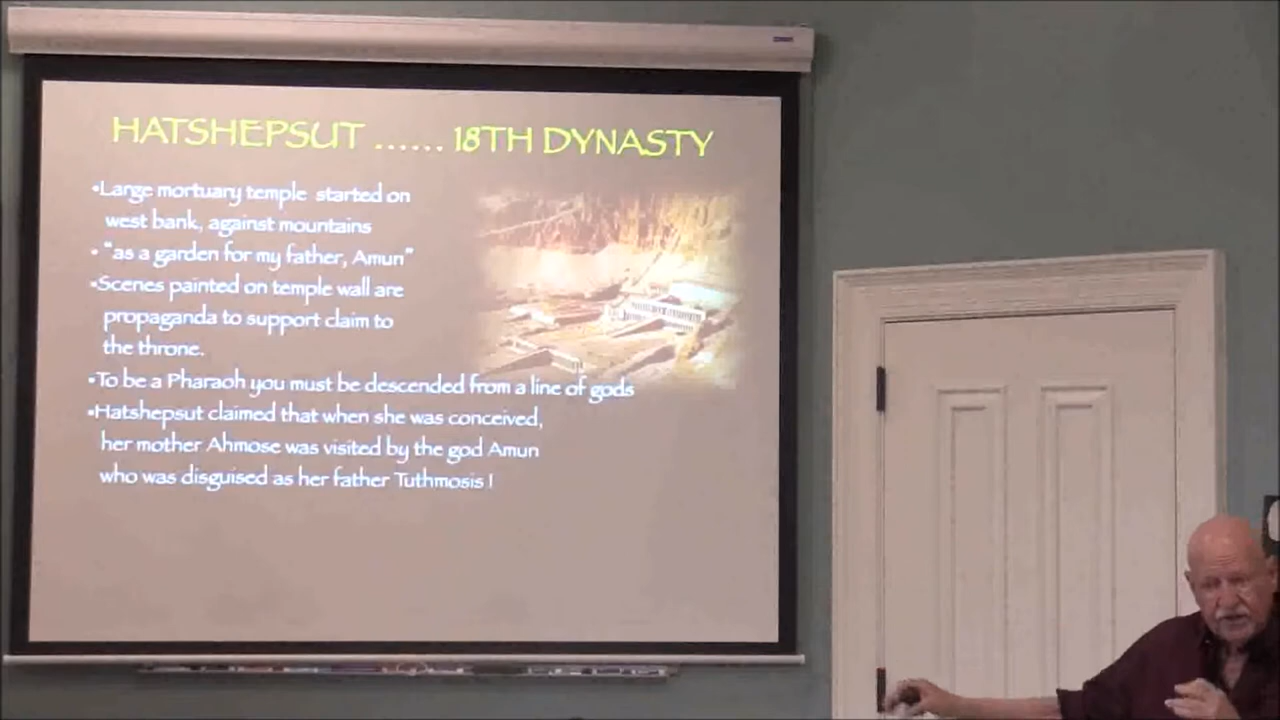 HATSHEPSUT ...... 18TH DYNASTY
•Large mortuary temple started on
west bank, against mountains
• "as a garden for my father, Amun"
•Scenes painted on temple wall are
propaganda to support claim to
the throne.
•To be a Pharaoh you must be descended from a line of gods
•Hatshepsut claimed that when she was conceived,
her mother Ahmose was visited by the god Amun
who was disguised as her father Tuthmosis !